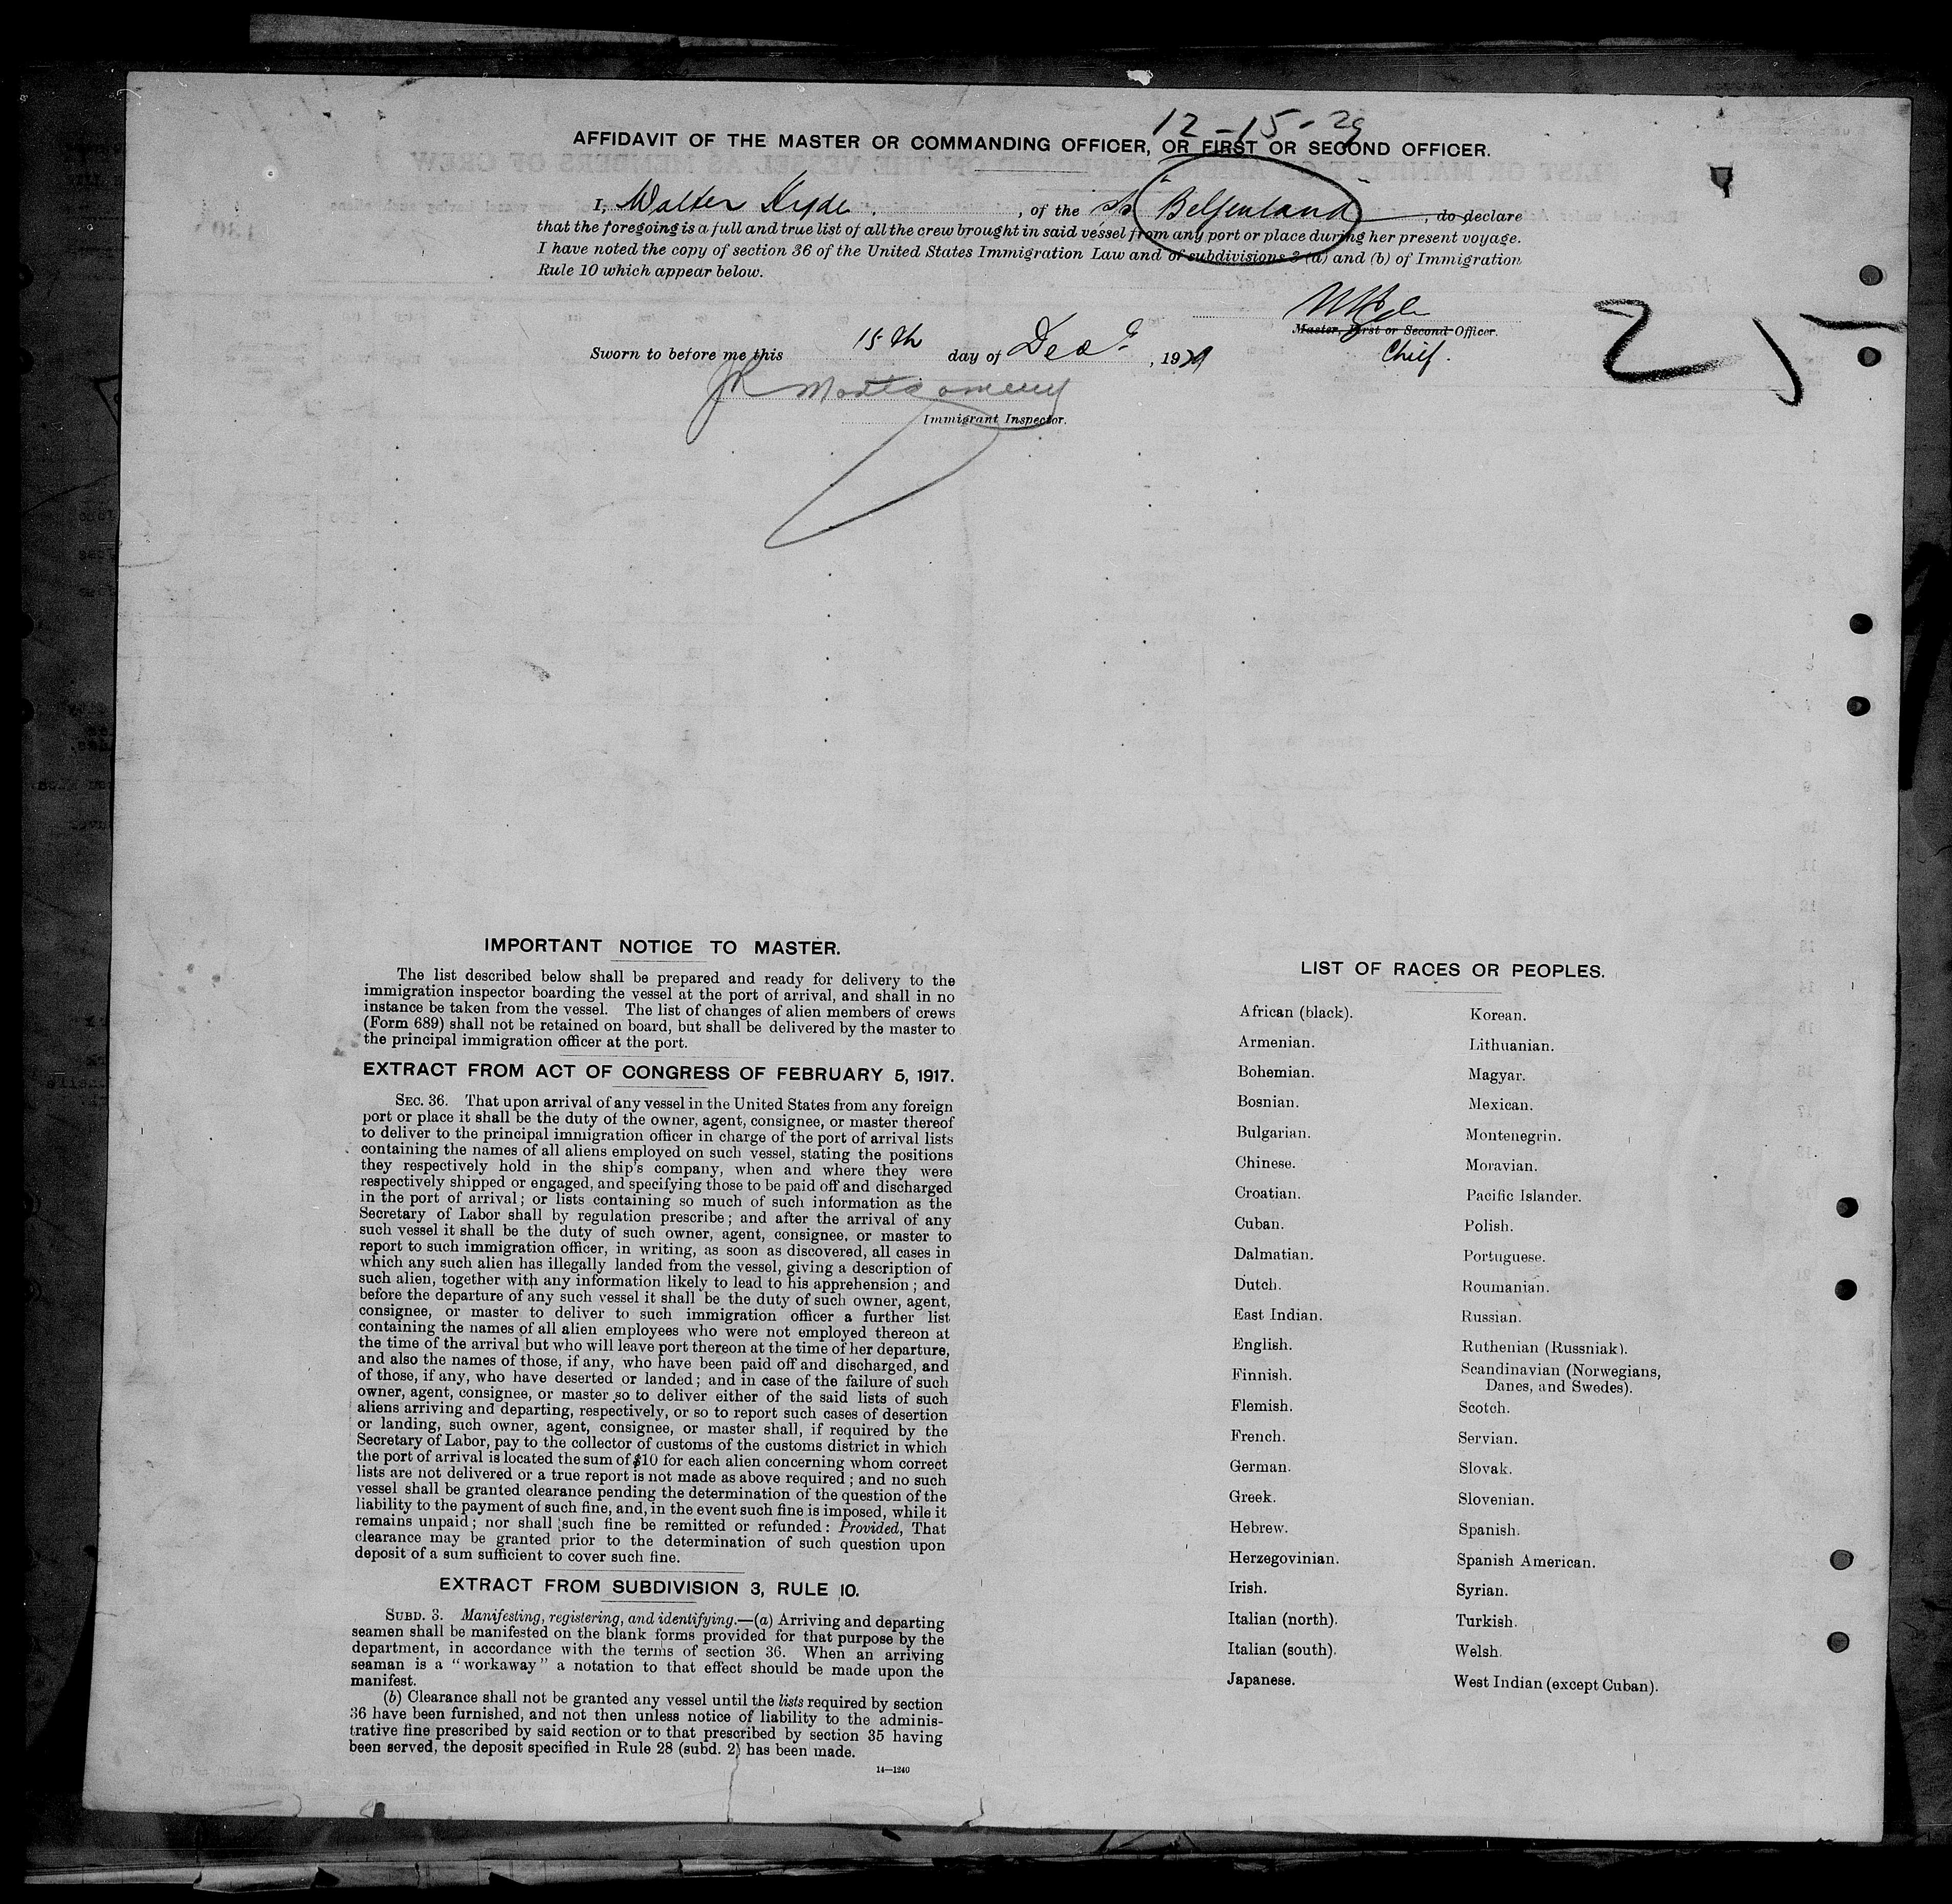 12-15-29
AFFIDAVIT OF THE MASTER OR COMMANDING OFFICER, OR FIRST OR SECOND OFFICER.
I, Walter Hyde, of the SS "Belgenland", do declare
that the foregoing is a full and true list of all the crew brought in said vessel from any port or place during her present voyage.
I have noted the copy of section 36 of the United States Immigration Law and of subdivisions 3 (a) and (b) of Immigration
Rule 10 which appear below.
Master, First or Second Officer.
Chief.
25
Sworn to before me this 15th day of Dec, 1929
JR Montgomery
Immigrant Inspector.
IMPORTANT NOTICE TO MASTER.
The list described below shall be prepared and ready for delivery to the
immigration inspector boarding the vessel at the port of arrival, and shall in no
instance be taken from the vessel. The list of changes of alien members of crews
(Form 689) shall not be retained on board, but shall be delivered by the master to
the principal immigration officer at the port.
EXTRACT FROM ACT OF CONGRESS OF FEBRUARY 5, 1917.
SEC. 36. That upon arrival of any vessel in the United States from any foreign
port or place it shall be the duty of the owner, agent, consignee, or master thereof
to deliver to the principal immigration officer in charge of the port of arrival lists
containing the names of all aliens employed on such vessel, stating the positions
they respectively hold in the ship's company, when and where they were
respectively shipped or engaged, and specifying those to be paid off and discharged
in the port of arrival; or lists containing so much of such information as the
Secretary of Labor shall by regulation prescribe; and after the arrival of any
such vessel it shall be the duty of such owner, agent, consignee, or master to
report to such immigration officer, in writing, as soon as discovered, all cases in
which any such alien has illegally landed from the vessel, giving a description of
such alien, together with any information likely to lead to his apprehension; and
before the departure of any such vessel it shall be the duty of such owner, agent,
consignee, or master to deliver to such immigration officer a further list
containing the names of all alien employees who were not employed thereon at
the time of the arrival but who will leave port thereon at the time of her departure,
and also the names of those, if any, who have been paid off and discharged, and
of those, if any, who have deserted or landed; and in case of the failure of such
owner, agent, consignee, or master so to deliver either of the said lists of such
aliens arriving and departing, respectively, or so to report such cases of desertion
or landing, such owner, agent, consignee, or master shall, if required by the
Secretary of Labor, pay to the collector of customs of the customs district in which
the port of arrival is located the sum of $10 for each alien concerning whom correct
lists are not delivered or a true report is not made as above required; and no such
vessel shall be granted clearance pending the determination of the question of the
liability to the payment of such fine, and, in the event such fine is imposed, while it
remains unpaid; nor shall such fine be remitted or refunded: Provided, That
clearance may be granted prior to the determination of such question upon
deposit of a sum sufficient to cover such fine.
EXTRACT FROM SUBDIVISION 3, RULE 10.
SUBD. 3. Manifesting, registering, and identifying.—(a) Arriving and departing
seamen shall be manifested on the blank forms provided for that purpose by the
department, in accordance with the terms of section 36. When an arriving
seaman is a "workaway" a notation to that effect should be made upon the
manifest.
(b) Clearance shall not be granted any vessel until the lists required by section
36 have been furnished, and not then unless notice of liability to the adminis-
trative fine prescribed by said section or to that prescribed by section 35 having
been served, the deposit specified in Rule 28 (subd. 2) has been made.
14—1240
LIST OF RACES OR PEOPLES.
African (black).
Armenian.
Bohemian.
Bosnian.
Bulgarian.
Chinese.
Croatian.
Cuban.
Dalmatian.
Dutch.
East Indian.
English.
Finnish.
Flemish.
French.
German.
Greek.
Hebrew.
Herzegovinian.
Irish.
Italian (north).
Italian (south).
Japanese.
Korean.
Lithuanian.
Magyar.
Mexican.
Montenegrin.
Moravian.
Pacific Islander.
Polish.
Portuguese.
Roumanian.
Russian.
Ruthenian (Russniak).
Scandinavian (Norwegians,
Danes, and Swedes).
Scotch.
Servian.
Slovak.
Slovenian.
Spanish.
Spanish American.
Syrian.
Turkish.
Welsh.
West Indian (except Cuban).